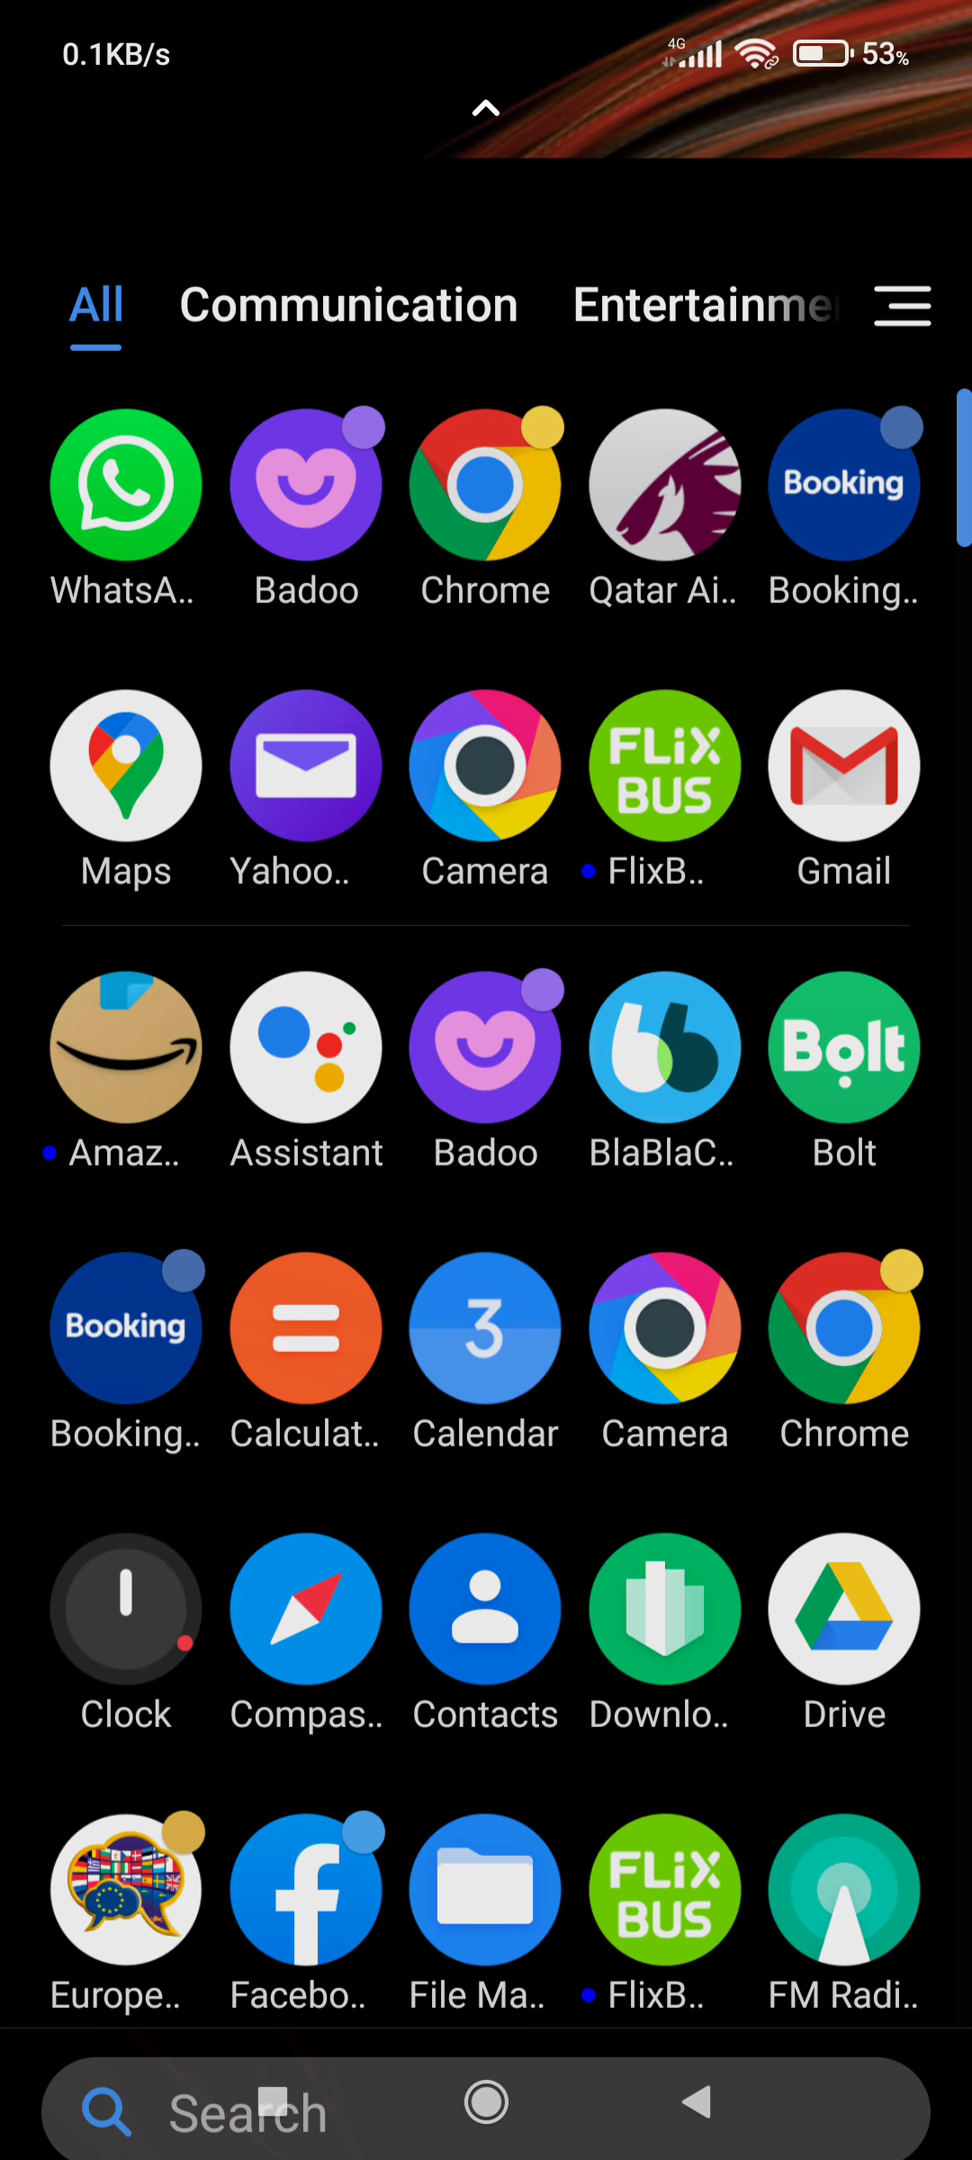 0.1KB/s 4G 53%
All Communication Entertainme
Booking
WhatsA.. Badoo Chrome Qatar Ai.. Booking..
FLiX BUS
Maps Yahoo.. Camera FlixB.. Gmail
Bolt
Amaz.. Assistant Badoo BlaBlaC.. Bolt
Booking 3
Booking.. Calculat.. Calendar Camera Chrome
Clock Compas.. Contacts Downlo.. Drive
FLiX BUS
Europe.. Facebo.. File Ma.. FlixB.. FM Radi..
Search